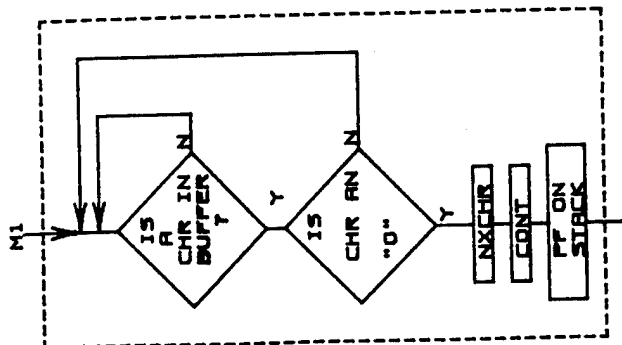 M1
IS
A
CHR IN
BUFFER
?
N
Y
IS
CHR AN
"O"
N
Y
NXCHR
CONT
PF ON
STACK